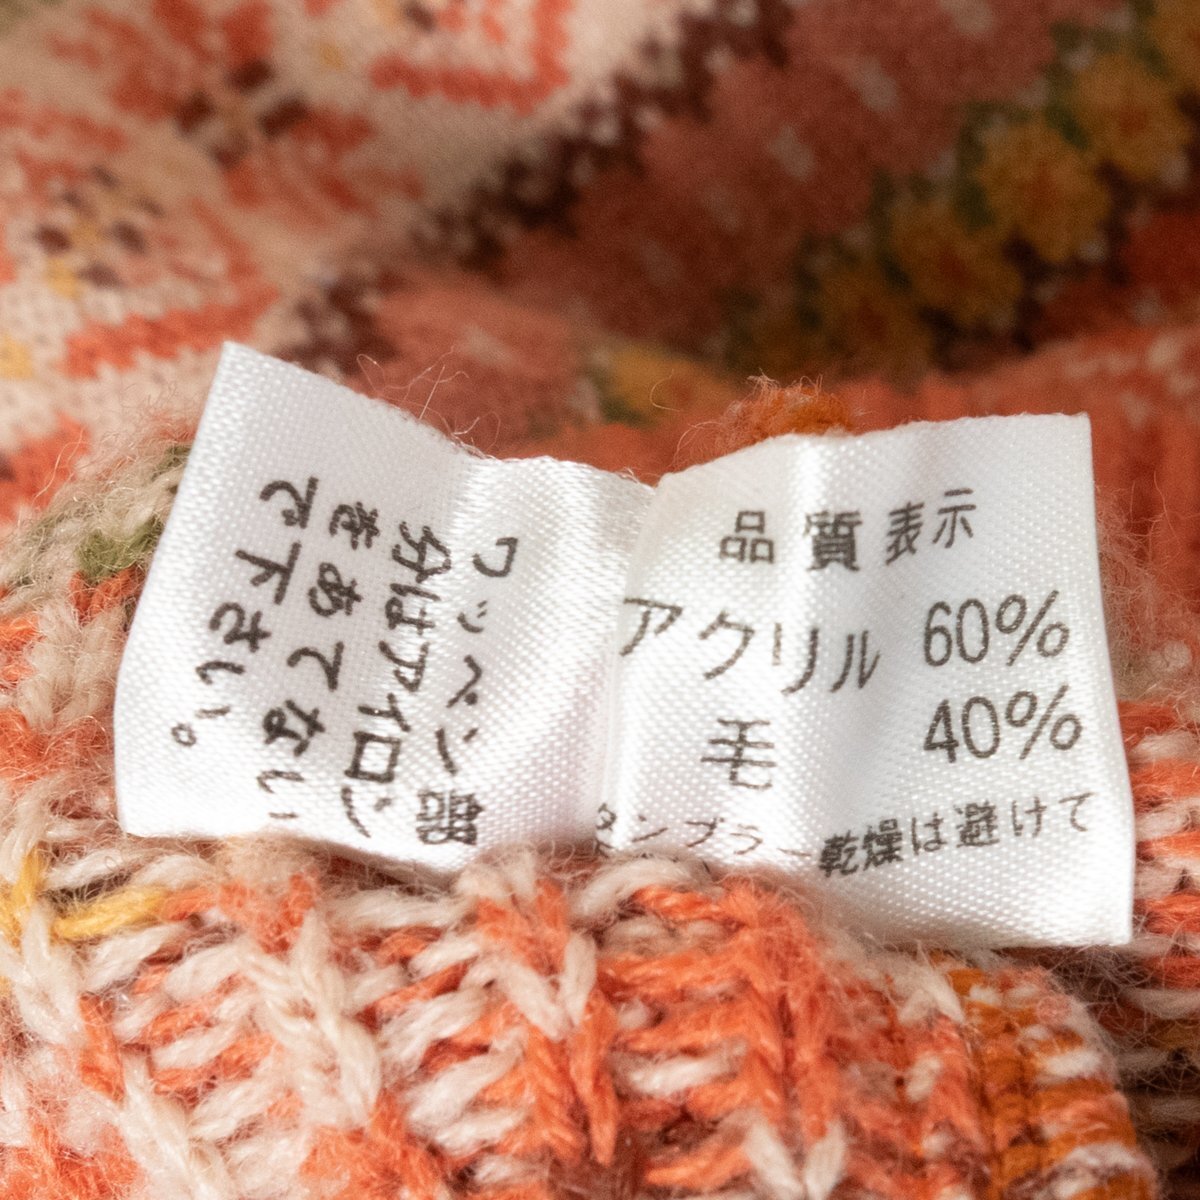 ワッペン部
分はアイロン
をあてない
で下さい。
品質表示
アクリル 60%
毛 40%
タンブラー乾燥は避けて